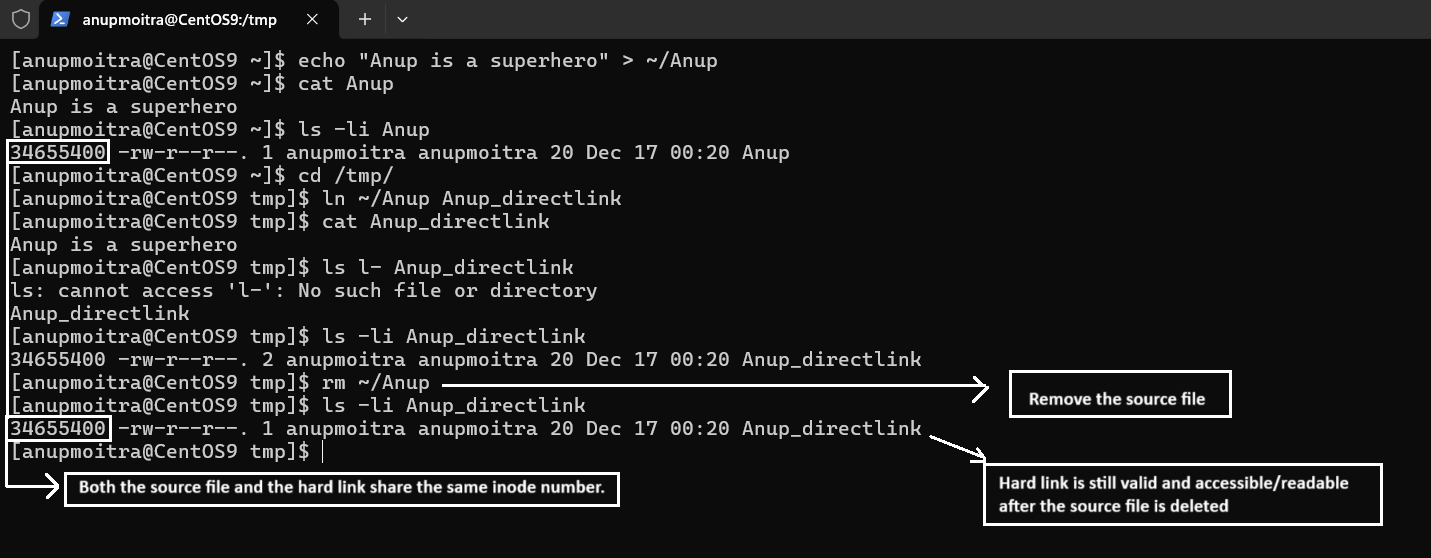 anupmoitra@CentOS9:/tmp
[anupmoitra@CentOS9 ~]$ echo "Anup is a superhero" > ~/Anup
[anupmoitra@CentOS9 ~]$ cat Anup
Anup is a superhero
[anupmoitra@CentOS9 ~]$ ls -li Anup
34655400 -rw-r--r--. 1 anupmoitra anupmoitra 20 Dec 17 00:20 Anup
[anupmoitra@CentOS9 ~]$ cd /tmp/
[anupmoitra@CentOS9 tmp]$ ln ~/Anup Anup_directlink
[anupmoitra@CentOS9 tmp]$ cat Anup_directlink
Anup is a superhero
[anupmoitra@CentOS9 tmp]$ ls l- Anup_directlink
ls: cannot access 'l-': No such file or directory
Anup_directlink
[anupmoitra@CentOS9 tmp]$ ls -li Anup_directlink
34655400 -rw-r--r--. 2 anupmoitra anupmoitra 20 Dec 17 00:20 Anup_directlink
[anupmoitra@CentOS9 tmp]$ rm ~/Anup
Remove the source file
[anupmoitra@CentOS9 tmp]$ ls -li Anup_directlink
34655400 -rw-r--r--. 1 anupmoitra anupmoitra 20 Dec 17 00:20 Anup_directlink
[anupmoitra@CentOS9 tmp]$
Both the source file and the hard link share the same inode number.
Hard link is still valid and accessible/readable
after the source file is deleted